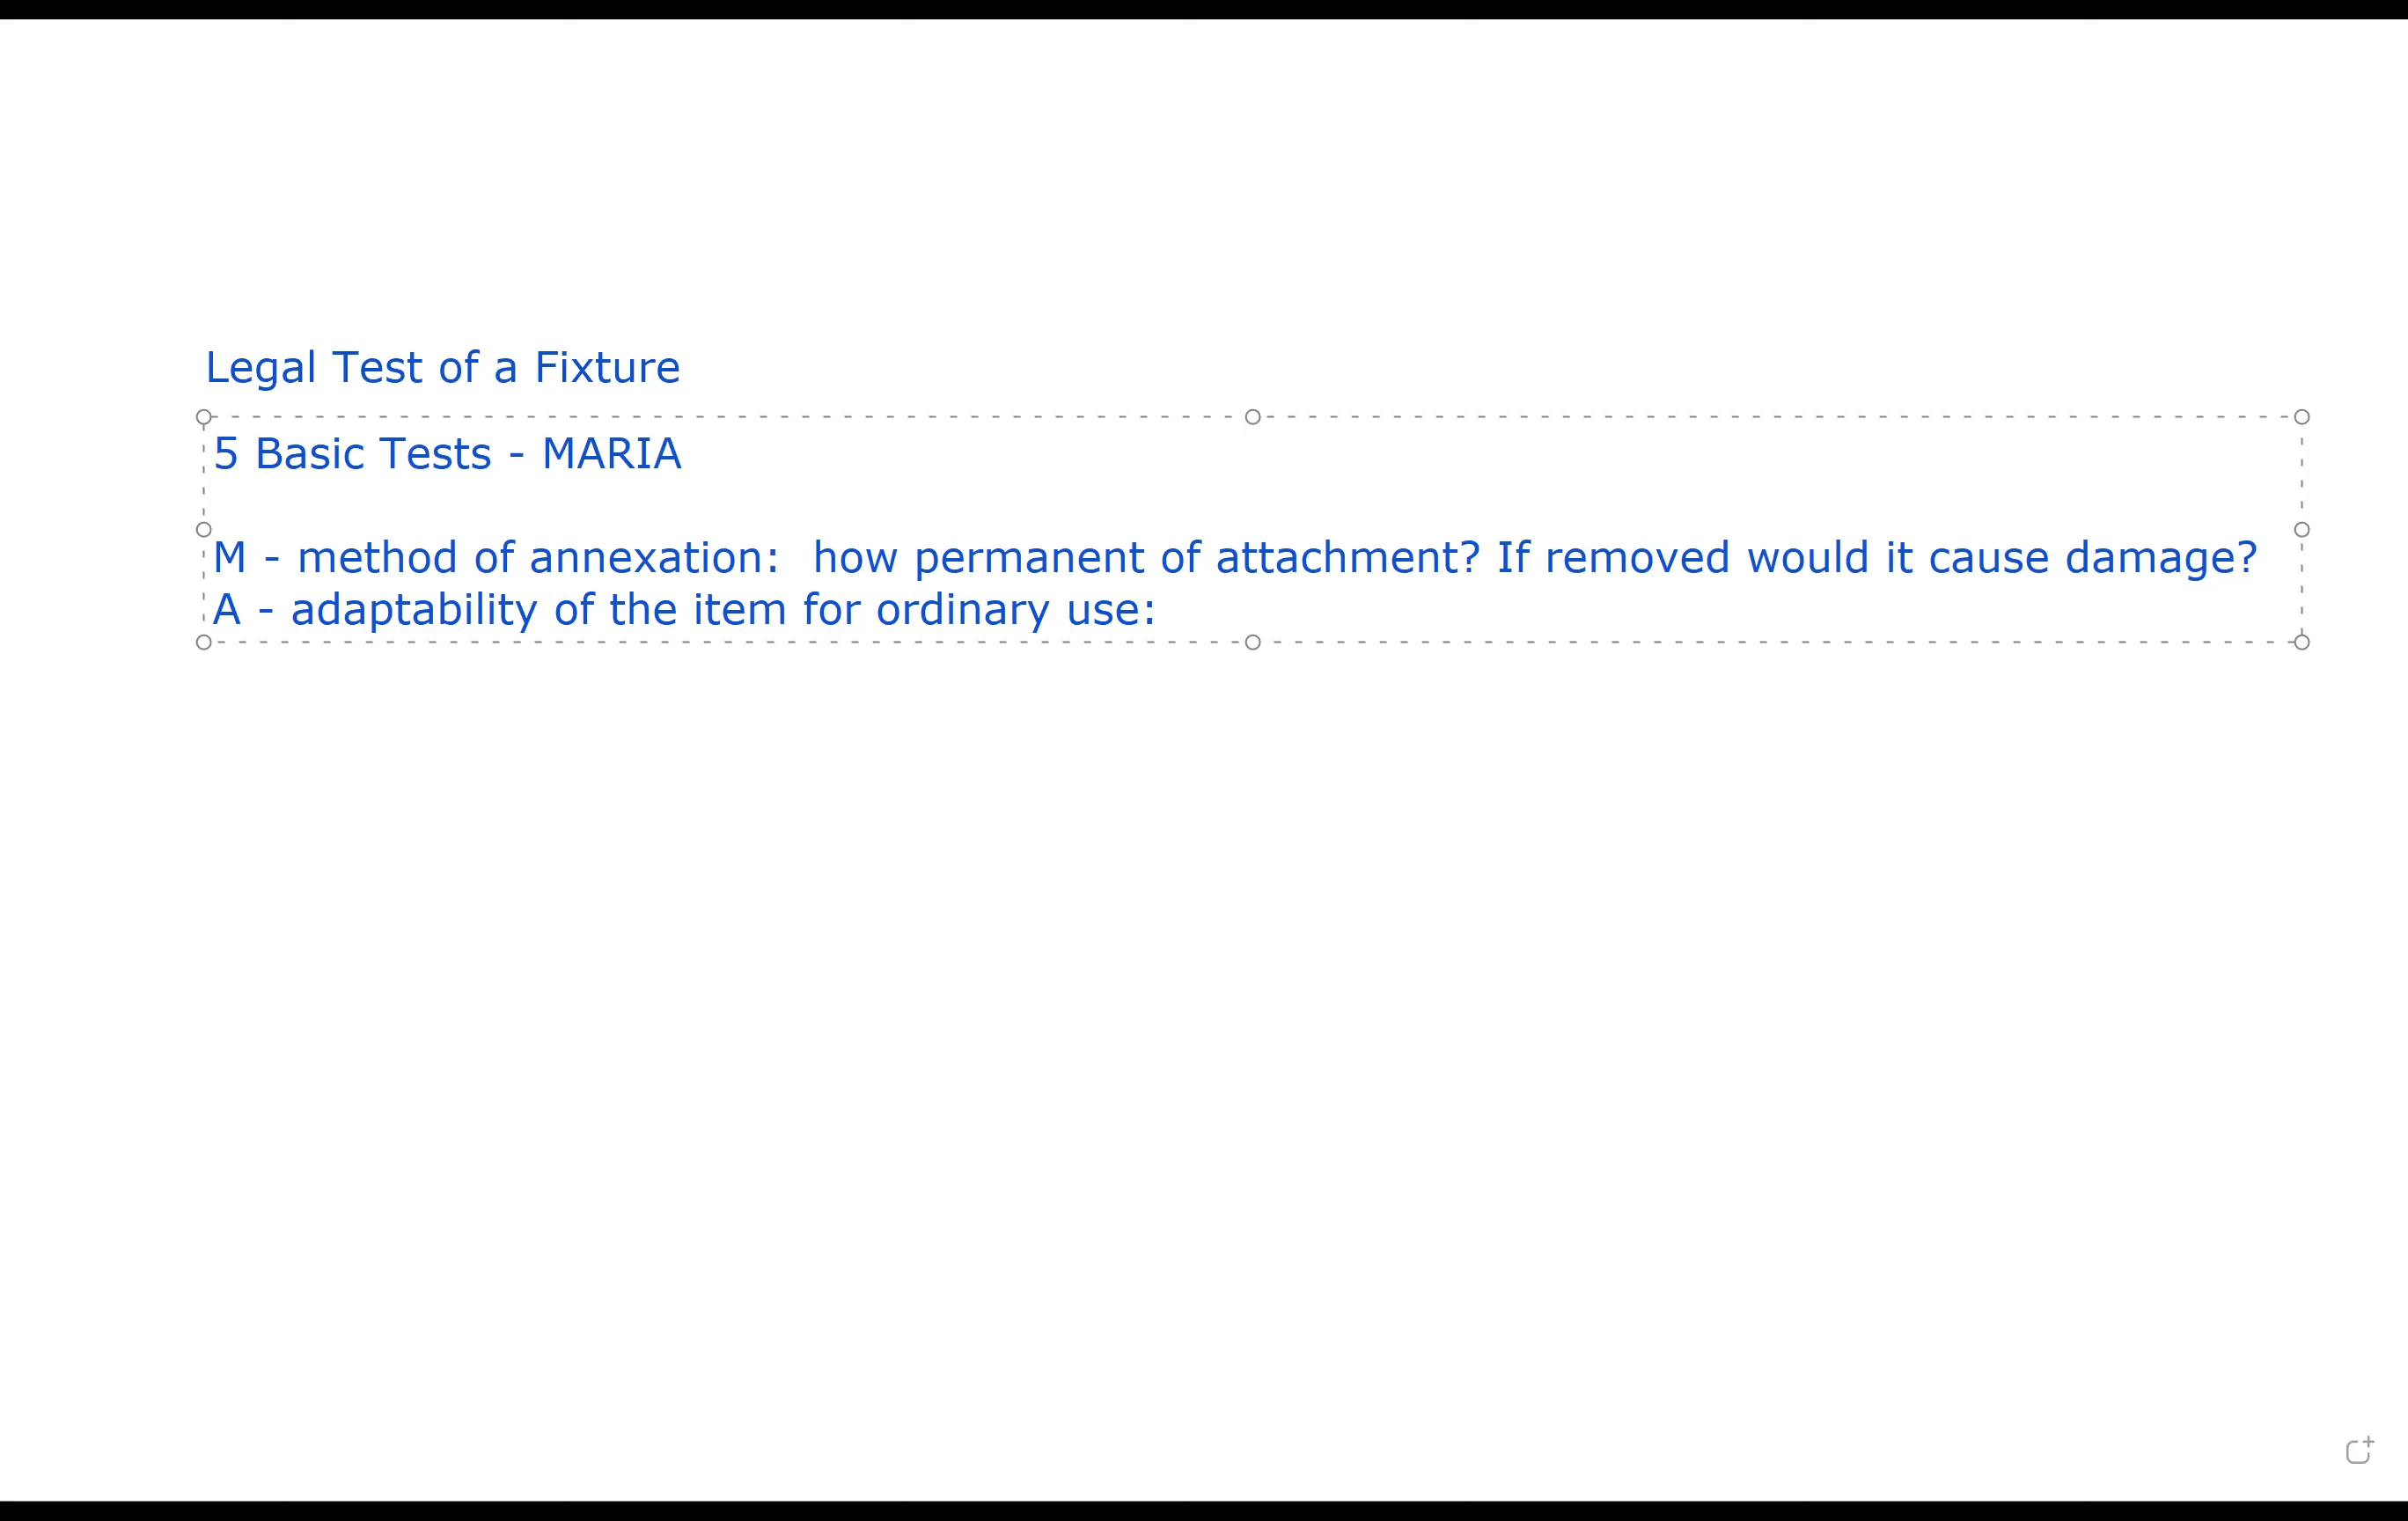 Legal Test of a Fixture
5 Basic Tests - MARIA
M - method of annexation:  how permanent of attachment? If removed would it cause damage?
A - adaptability of the item for ordinary use: